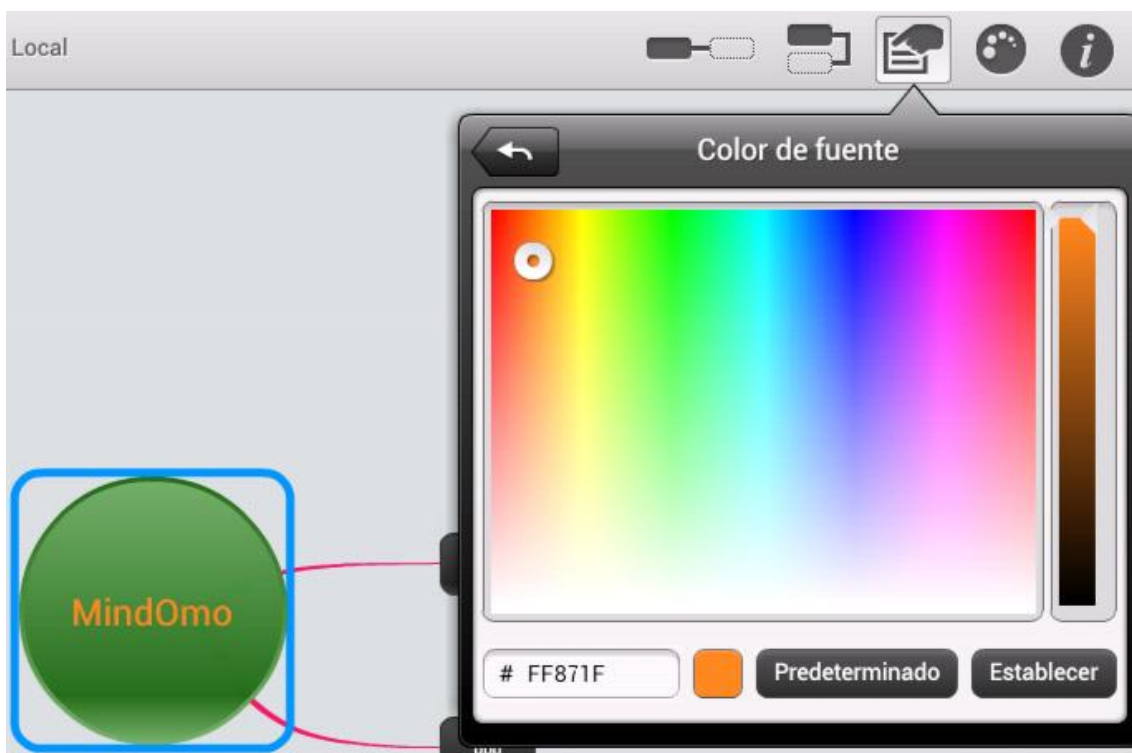 Local
Color de fuente
MindOmo
# FF871F
Predeterminado
Establecer